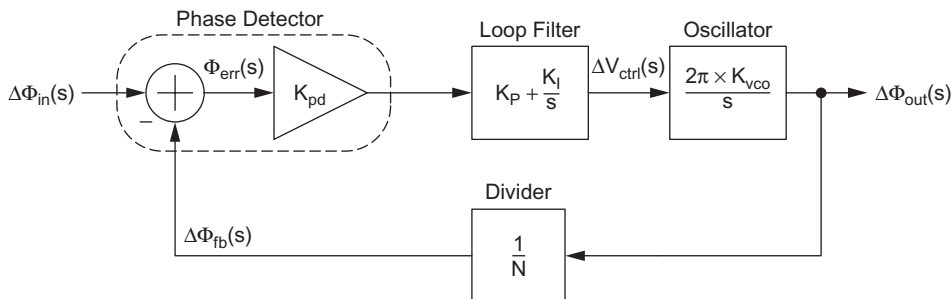 Phase Detector
Loop Filter
Oscillator
ΔΦin(s)
+
−
Φerr(s)
Kpd
KP + KI/s
ΔVctrl(s)
2π × Kvco/s
ΔΦout(s)
Divider
ΔΦfb(s)
1/N